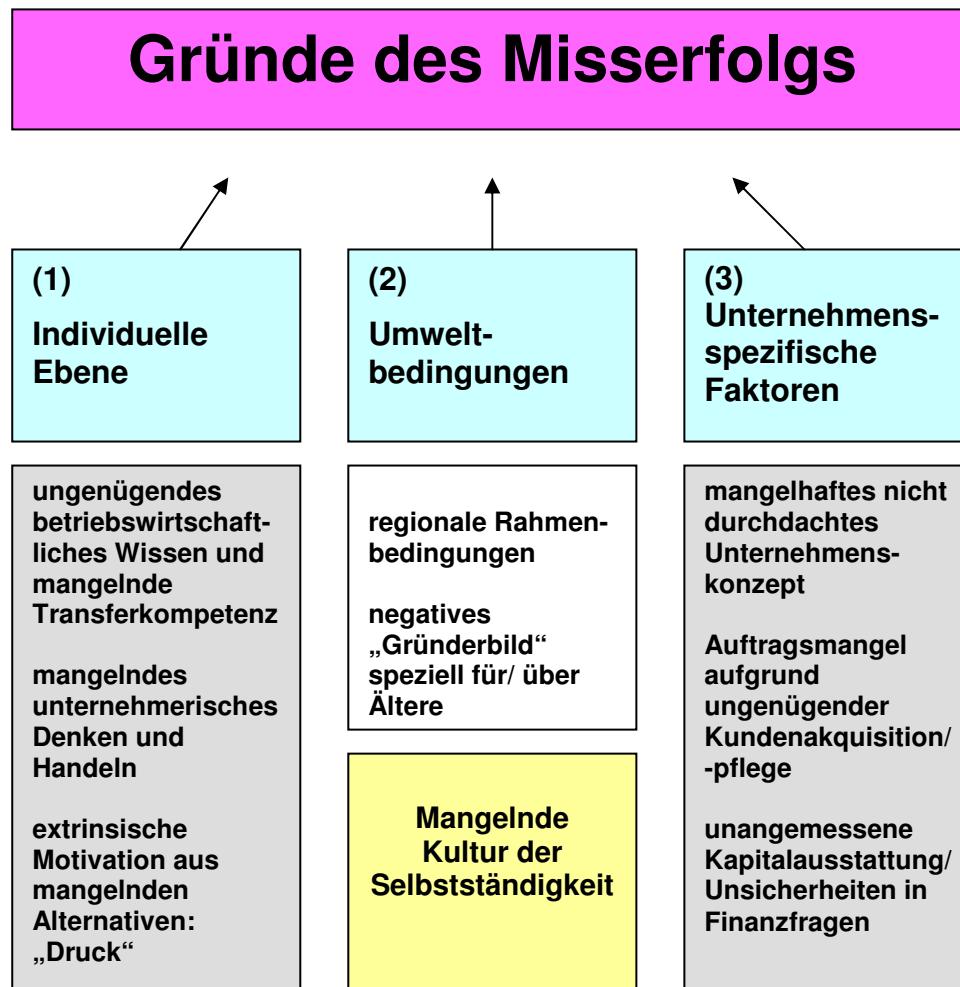 Gründe des Misserfolgs
(1)
Individuelle
Ebene
(2)
Umwelt-
bedingungen
(3)
Unternehmens-
spezifische
Faktoren
ungenügendes
betriebswirtschaft-
liches Wissen und
mangelnde
Transferkompetenz
mangelndes
unternehmerisches
Denken und
Handeln
extrinsische
Motivation aus
mangelnden
Alternativen:
„Druck“
regionale Rahmen-
bedingungen
negatives
„Gründerbild“
speziell für/ über
Ältere
Mangelnde
Kultur der
Selbstständigkeit
mangelhaftes nicht
durchdachtes
Unternehmens-
konzept
Auftragsmangel
aufgrund
ungenügender
Kundenakquisition/
-pflege
unangemessene
Kapitalausstattung/
Unsicherheiten in
Finanzfragen